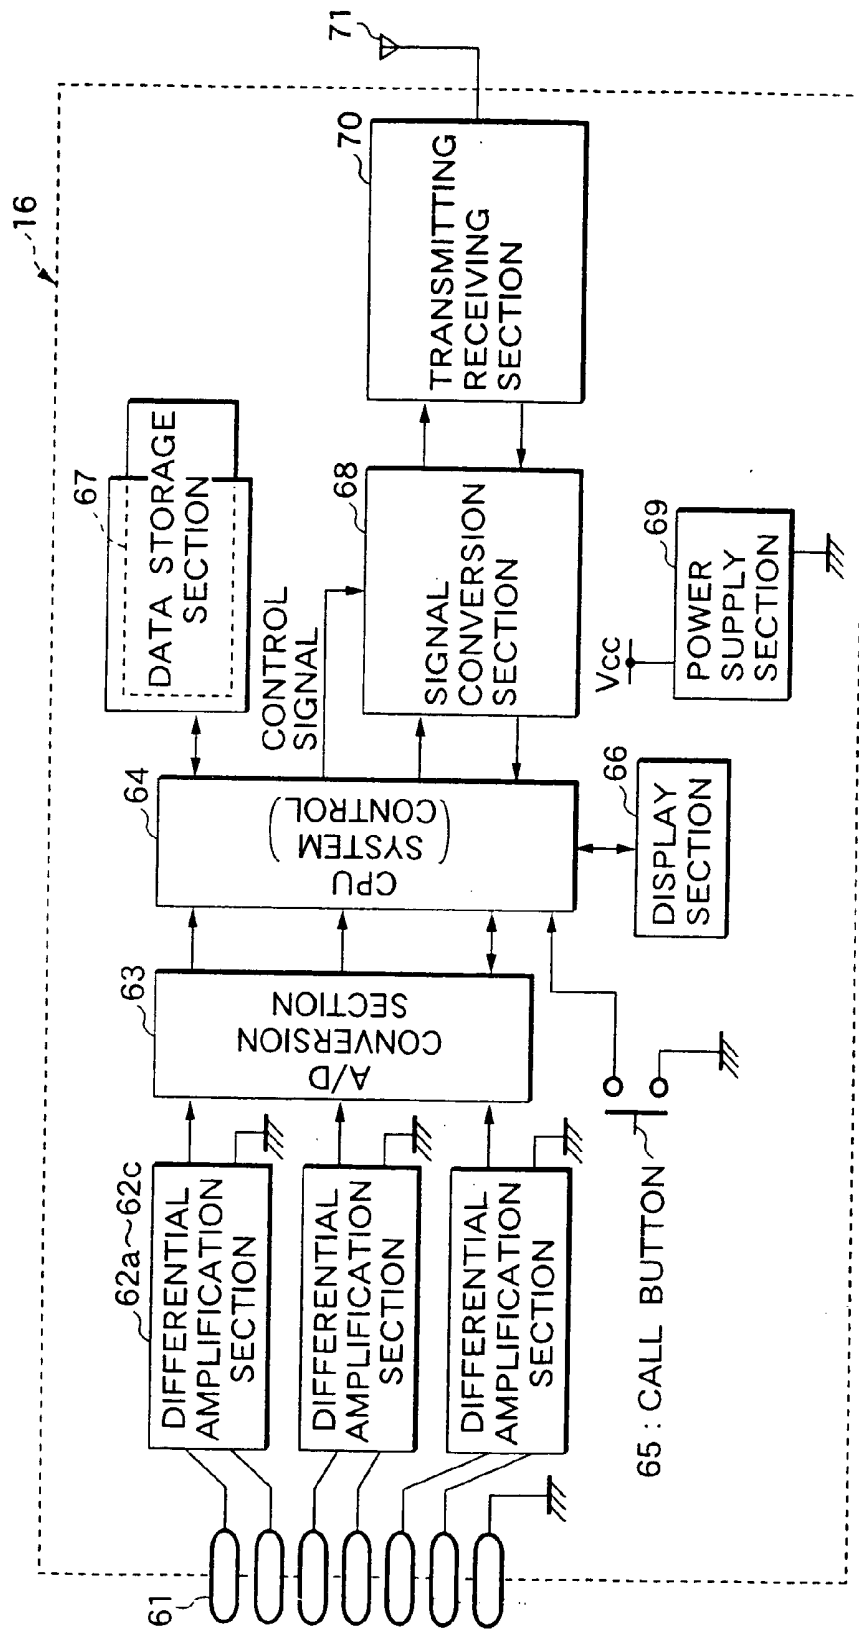 16
61
62a~62c
DIFFERENTIAL
AMPLIFICATION
SECTION
DIFFERENTIAL
AMPLIFICATION
SECTION
DIFFERENTIAL
AMPLIFICATION
SECTION
63
A/D
CONVERSION
SECTION
64
CPU
(SYSTEM
CONTROL)
65 : CALL BUTTON
66
DISPLAY
SECTION
67
DATA STORAGE
SECTION
CONTROL
SIGNAL
68
SIGNAL
CONVERSION
SECTION
Vcc
69
POWER
SUPPLY
SECTION
70
TRANSMITTING
RECEIVING
SECTION
71